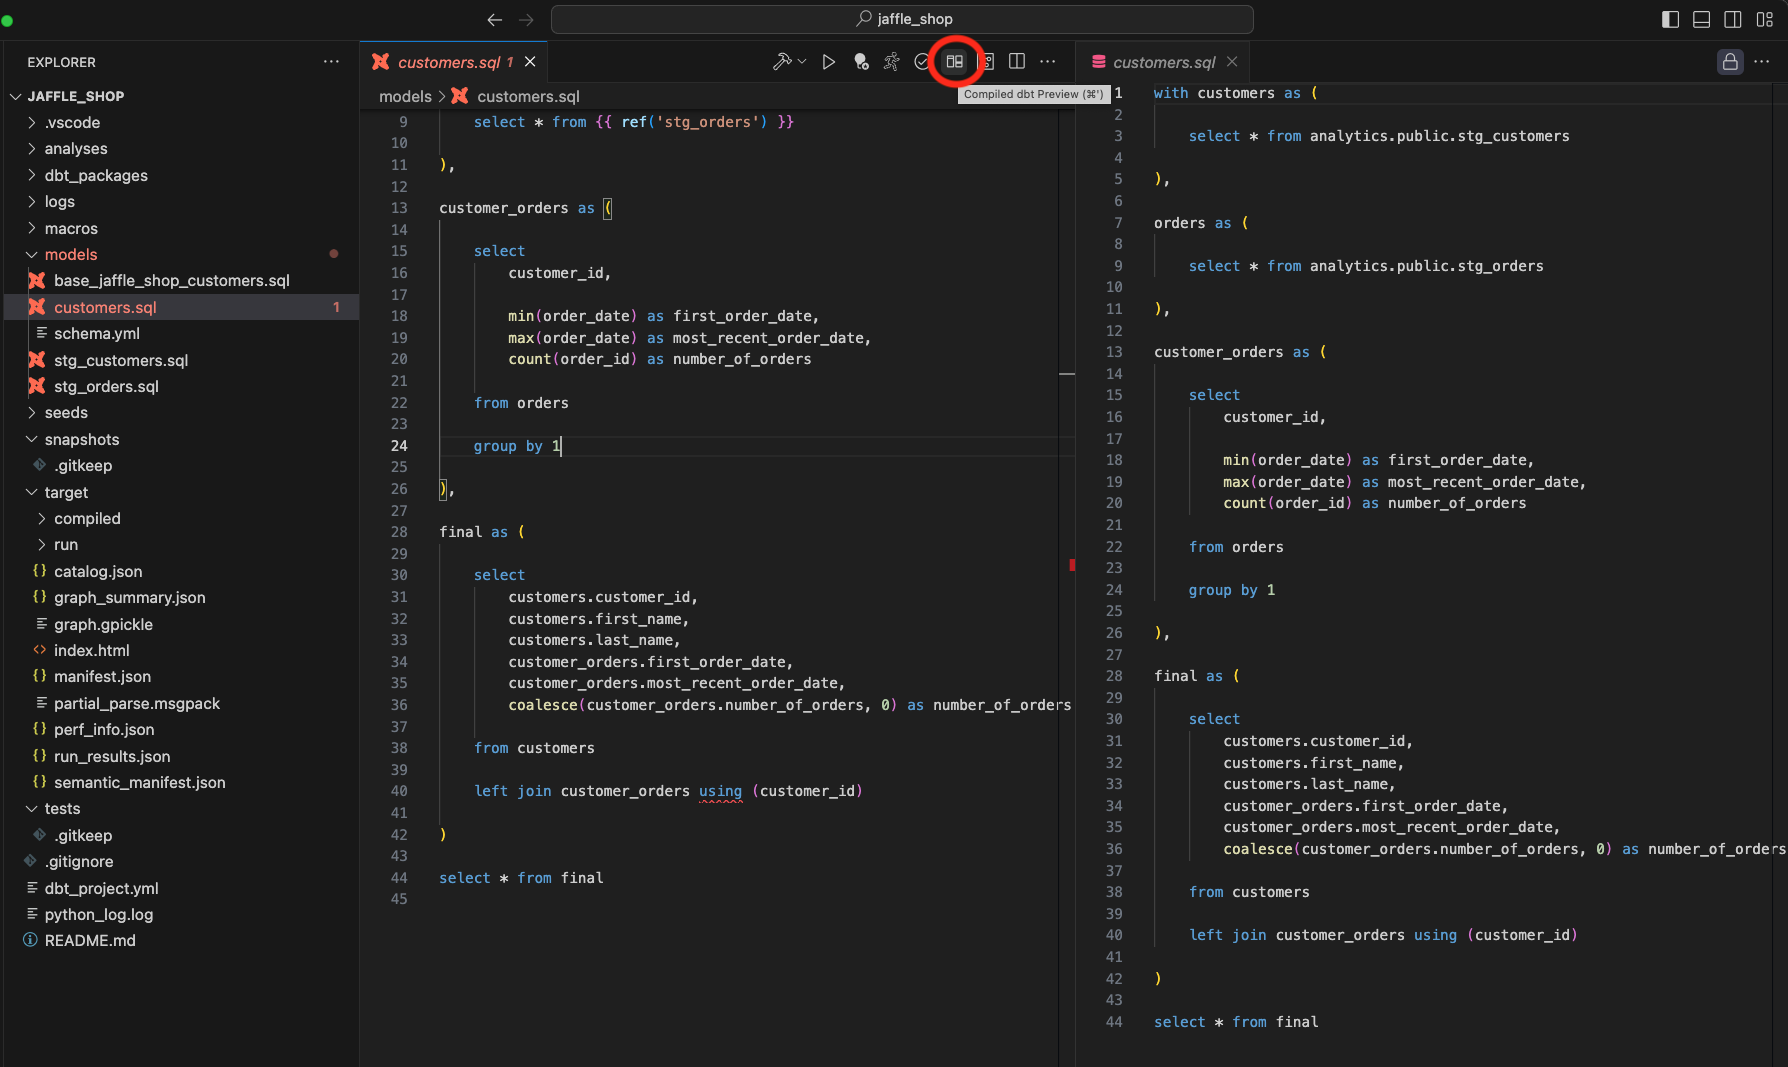 jaffle_shop
EXPLORER
JAFFLE_SHOP
.vscode
analyses
dbt_packages
logs
macros
models
base_jaffle_shop_customers.sql
customers.sql 1
schema.yml
stg_customers.sql
stg_orders.sql
seeds
snapshots
.gitkeep
target
compiled
run
catalog.json
graph_summary.json
graph.gpickle
index.html
manifest.json
partial_parse.msgpack
perf_info.json
run_results.json
semantic_manifest.json
tests
.gitkeep
.gitignore
dbt_project.yml
python_log.log
README.md
customers.sql 1
models > customers.sql
Compiled dbt Preview (⌘')
9 select * from {{ ref('stg_orders') }}
10
11 ),
12
13 customer_orders as (
14
15 select
16 customer_id,
17
18 min(order_date) as first_order_date,
19 max(order_date) as most_recent_order_date,
20 count(order_id) as number_of_orders
21
22 from orders
23
24 group by 1
25
26 ),
27
28 final as (
29
30 select
31 customers.customer_id,
32 customers.first_name,
33 customers.last_name,
34 customer_orders.first_order_date,
35 customer_orders.most_recent_order_date,
36 coalesce(customer_orders.number_of_orders, 0) as number_of_orders
37
38 from customers
39
40 left join customer_orders using (customer_id)
41
42 )
43
44 select * from final
45
customers.sql
1 with customers as (
2
3 select * from analytics.public.stg_customers
4
5 ),
6
7 orders as (
8
9 select * from analytics.public.stg_orders
10
11 ),
12
13 customer_orders as (
14
15 select
16 customer_id,
17
18 min(order_date) as first_order_date,
19 max(order_date) as most_recent_order_date,
20 count(order_id) as number_of_orders
21
22 from orders
23
24 group by 1
25
26 ),
27
28 final as (
29
30 select
31 customers.customer_id,
32 customers.first_name,
33 customers.last_name,
34 customer_orders.first_order_date,
35 customer_orders.most_recent_order_date,
36 coalesce(customer_orders.number_of_orders, 0) as number_of_orders
37
38 from customers
39
40 left join customer_orders using (customer_id)
41
42 )
43
44 select * from final